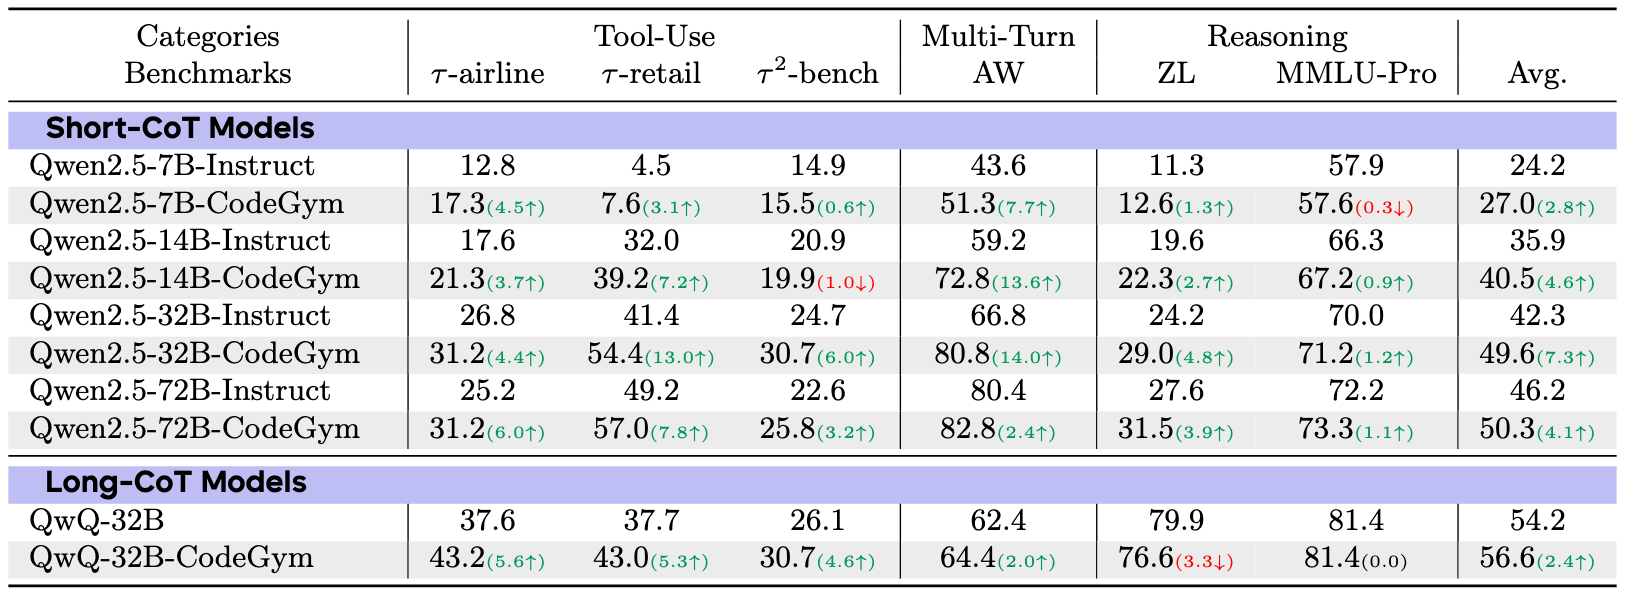 Categories Tool-Use Multi-Turn Reasoning
Benchmarks τ-airline τ-retail τ²-bench AW ZL MMLU-Pro Avg.
Short-CoT Models
Qwen2.5-7B-Instruct 12.8 4.5 14.9 43.6 11.3 57.9 24.2
Qwen2.5-7B-CodeGym 17.3(4.5↑) 7.6(3.1↑) 15.5(0.6↑) 51.3(7.7↑) 12.6(1.3↑) 57.6(0.3↓) 27.0(2.8↑)
Qwen2.5-14B-Instruct 17.6 32.0 20.9 59.2 19.6 66.3 35.9
Qwen2.5-14B-CodeGym 21.3(3.7↑) 39.2(7.2↑) 19.9(1.0↓) 72.8(13.6↑) 22.3(2.7↑) 67.2(0.9↑) 40.5(4.6↑)
Qwen2.5-32B-Instruct 26.8 41.4 24.7 66.8 24.2 70.0 42.3
Qwen2.5-32B-CodeGym 31.2(4.4↑) 54.4(13.0↑) 30.7(6.0↑) 80.8(14.0↑) 29.0(4.8↑) 71.2(1.2↑) 49.6(7.3↑)
Qwen2.5-72B-Instruct 25.2 49.2 22.6 80.4 27.6 72.2 46.2
Qwen2.5-72B-CodeGym 31.2(6.0↑) 57.0(7.8↑) 25.8(3.2↑) 82.8(2.4↑) 31.5(3.9↑) 73.3(1.1↑) 50.3(4.1↑)
Long-CoT Models
QwQ-32B 37.6 37.7 26.1 62.4 79.9 81.4 54.2
QwQ-32B-CodeGym 43.2(5.6↑) 43.0(5.3↑) 30.7(4.6↑) 64.4(2.0↑) 76.6(3.3↓) 81.4(0.0) 56.6(2.4↑)